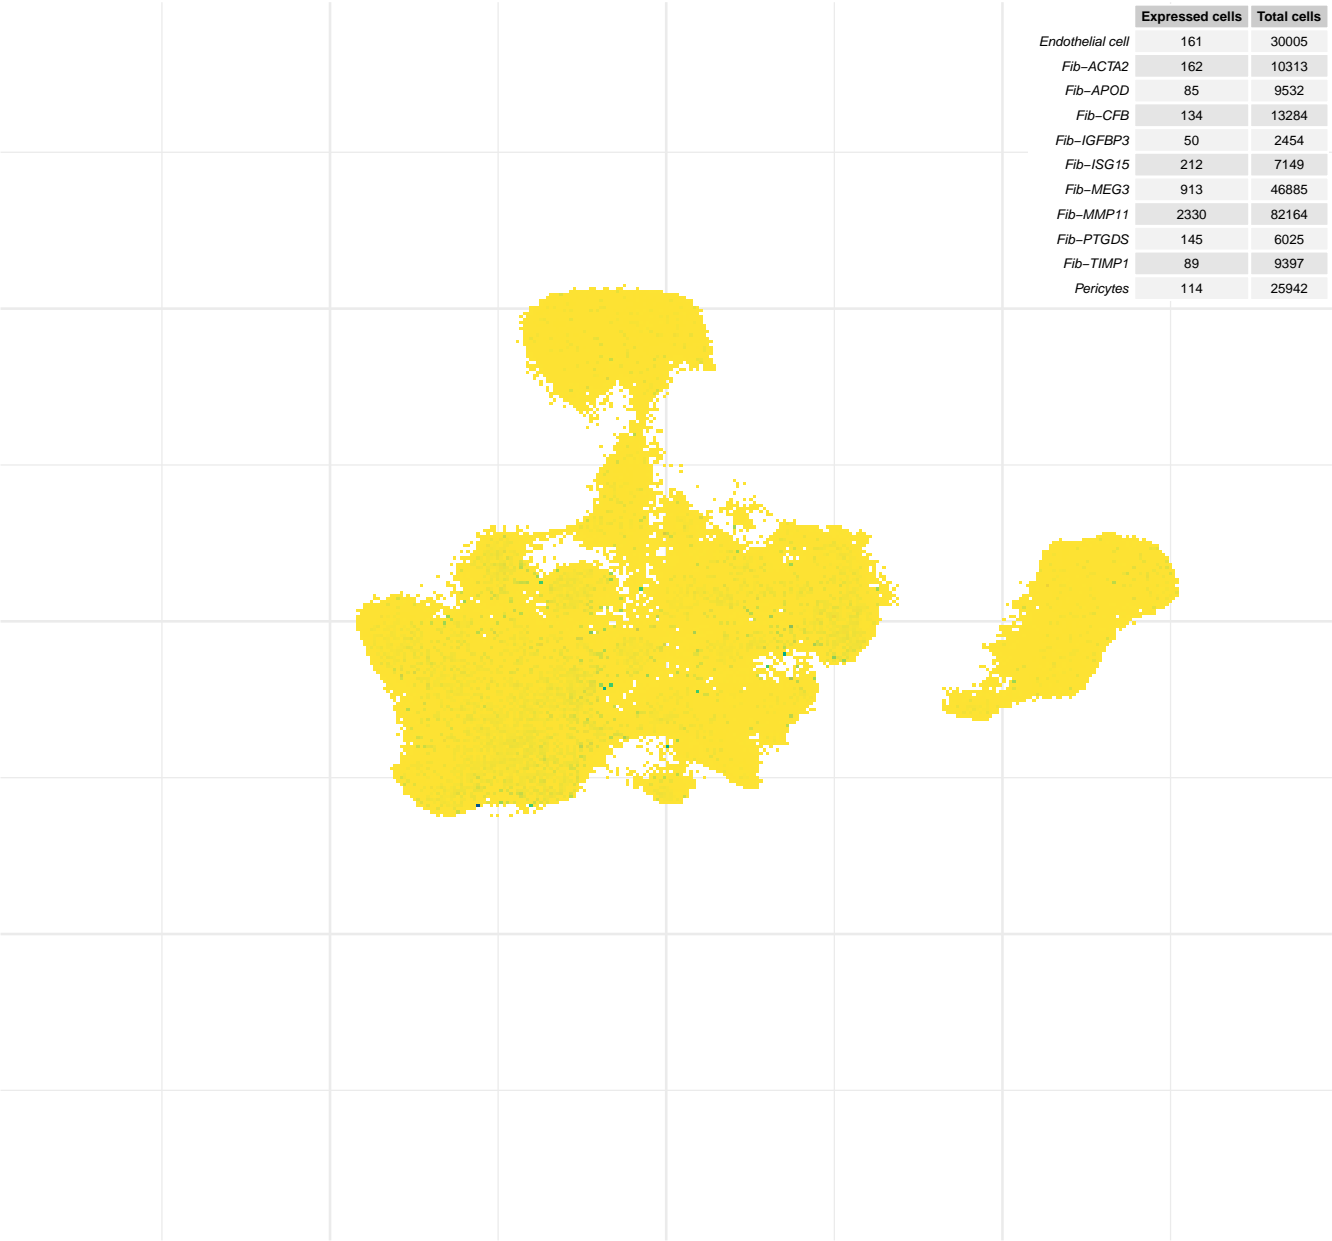 Expressed cells Total cells
Endothelial cell 161 30005
Fib−ACTA2 162 10313
Fib−APOD 85 9532
Fib−CFB 134 13284
Fib−IGFBP3 50 2454
Fib−ISG15 212 7149
Fib−MEG3 913 46885
Fib−MMP11 2330 82164
Fib−PTGDS 145 6025
Fib−TIMP1 89 9397
Pericytes 114 25942